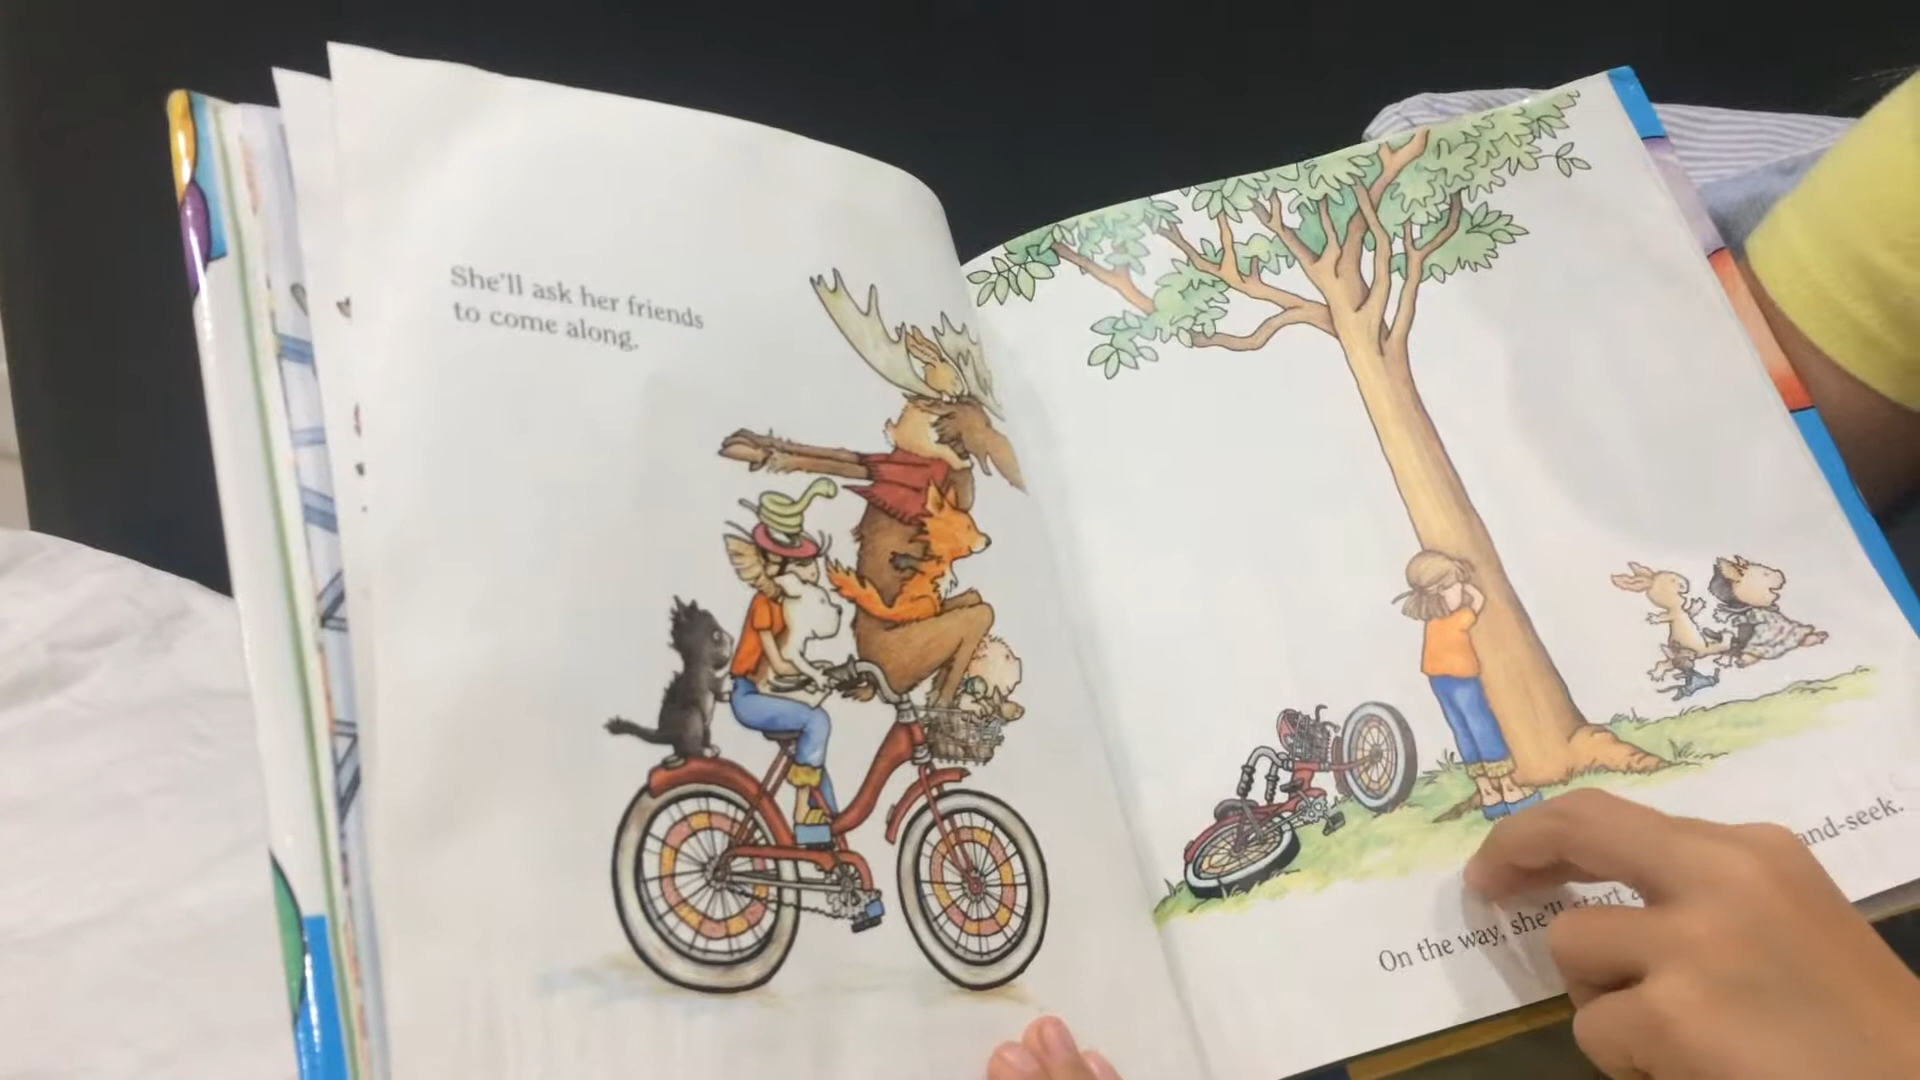 She'll ask her friends
to come along.
On the way, she'll start and-seek.